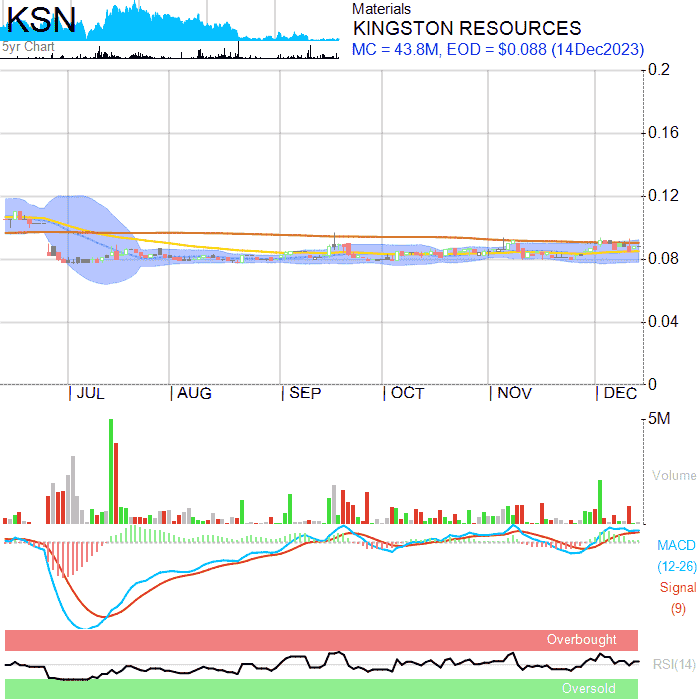 KSN
5yr Chart
Materials
KINGSTON RESOURCES
MC = 43.8M, EOD = $0.088 (14Dec2023)
0.2
0.16
0.12
0.08
0.04
0
JUL AUG SEP OCT NOV DEC
5M
Volume
MACD
(12-26)
Signal
(9)
Overbought
RSI(14)
Oversold